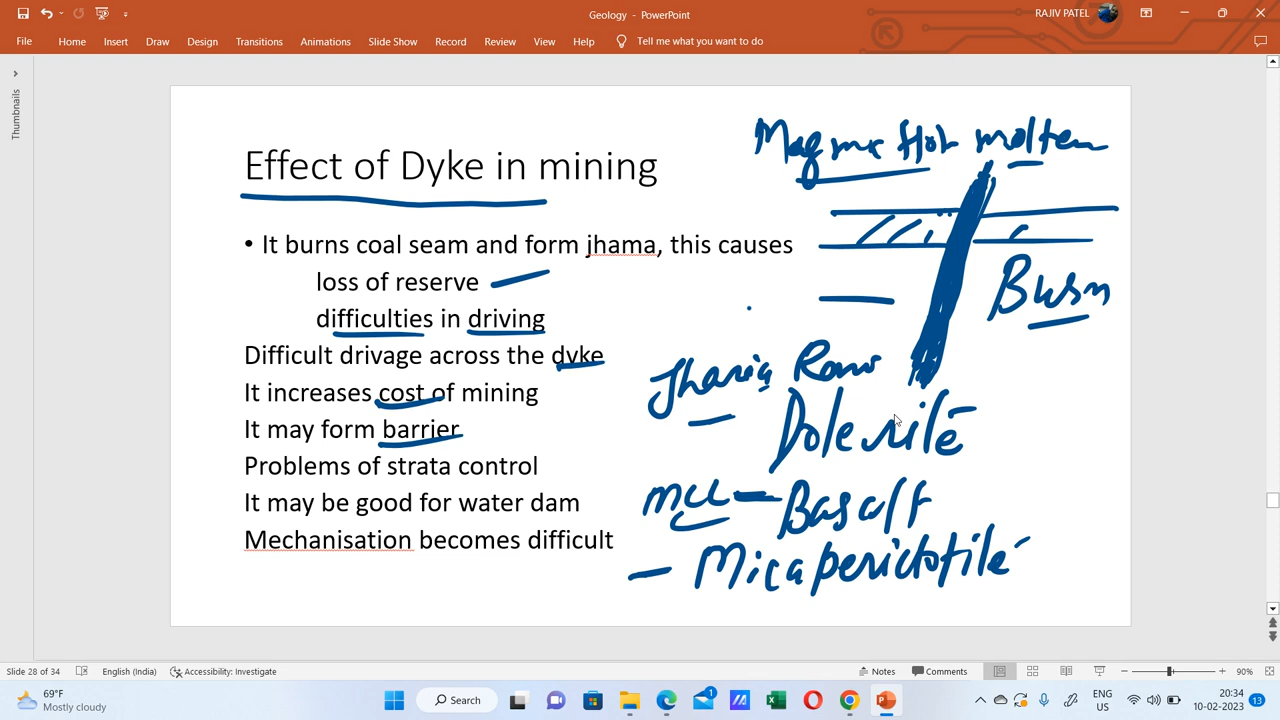 Geology - PowerPoint
RAJIV PATEL
File Home Insert Draw Design Transitions Animations Slide Show Record Review View Help Tell me what you want to do
Thumbnails
Effect of Dyke in mining
• It burns coal seam and form jhama, this causes
loss of reserve
difficulties in driving
Difficult drivage across the dyke
It increases cost of mining
It may form barrier
Problems of strata control
It may be good for water dam
Mechanisation becomes difficult
Magma Hot molten
Burn
Jharia Rani
Dolerite
Basalt
Slide 28 of 34 English (India) Accessibility: Investigate Notes Comments 90%
69°F
Mostly cloudy
Search
1
ENG
US
20:34
10-02-2023
13